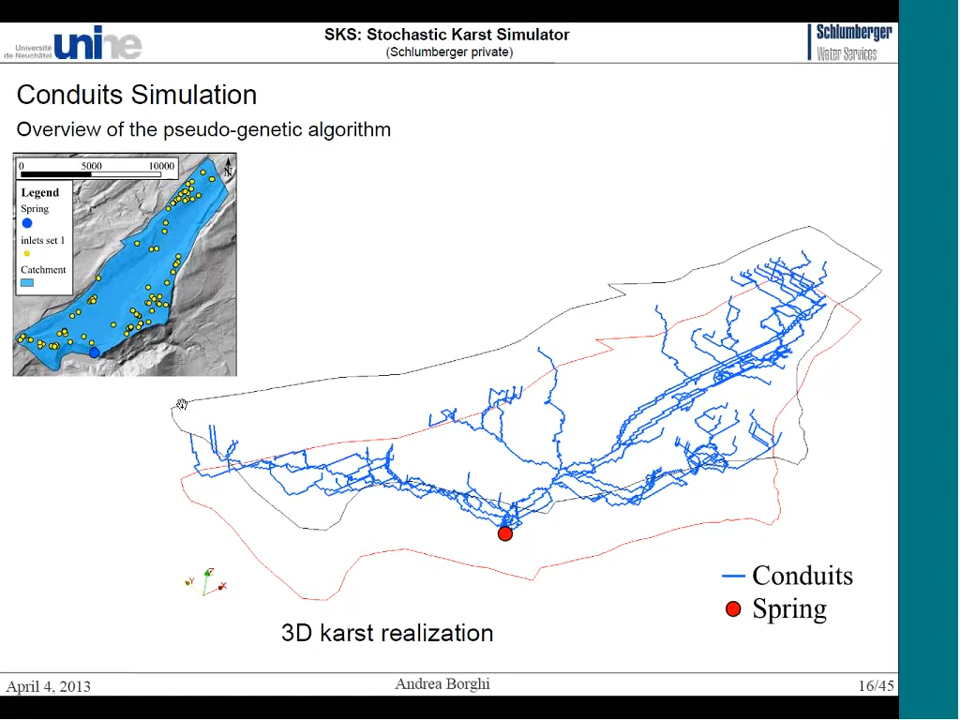 Université
de Neuchâtel
unine
SKS: Stochastic Karst Simulator
(Schlumberger private)
Schlumberger
Water Services
Conduits Simulation
Overview of the pseudo-genetic algorithm
0 5000 10000
N
Legend
Spring
inlets set 1
Catchment
Z
Y
X
Conduits
Spring
3D karst realization
April 4, 2013
Andrea Borghi
16/45